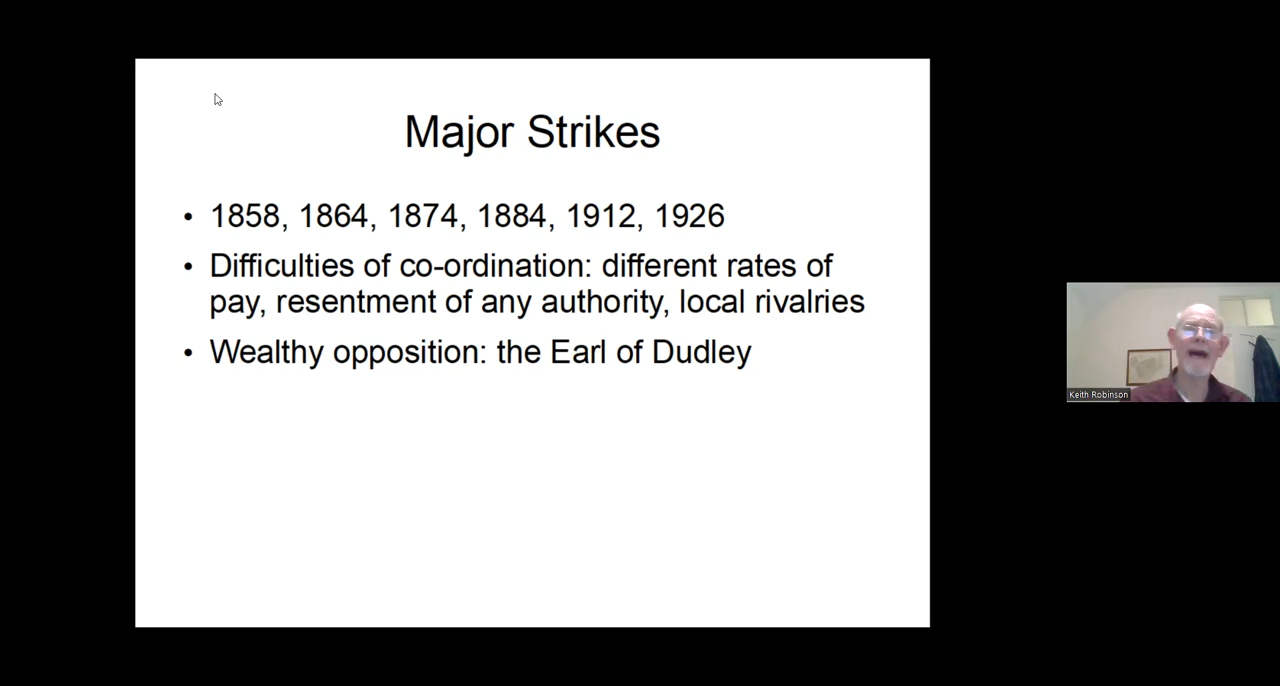 Major Strikes
• 1858, 1864, 1874, 1884, 1912, 1926
• Difficulties of co-ordination: different rates of
pay, resentment of any authority, local rivalries
• Wealthy opposition: the Earl of Dudley
Keith Robinson